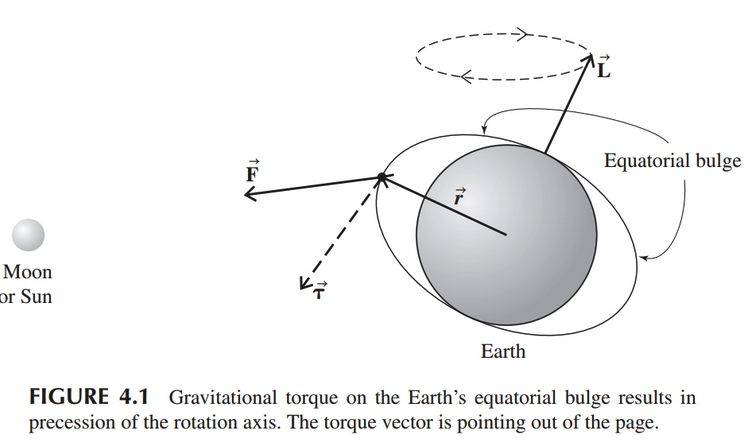 L⃗
F⃗
Equatorial bulge
r⃗
Moon
or Sun
τ⃗
Earth
FIGURE 4.1 Gravitational torque on the Earth’s equatorial bulge results in
precession of the rotation axis. The torque vector is pointing out of the page.